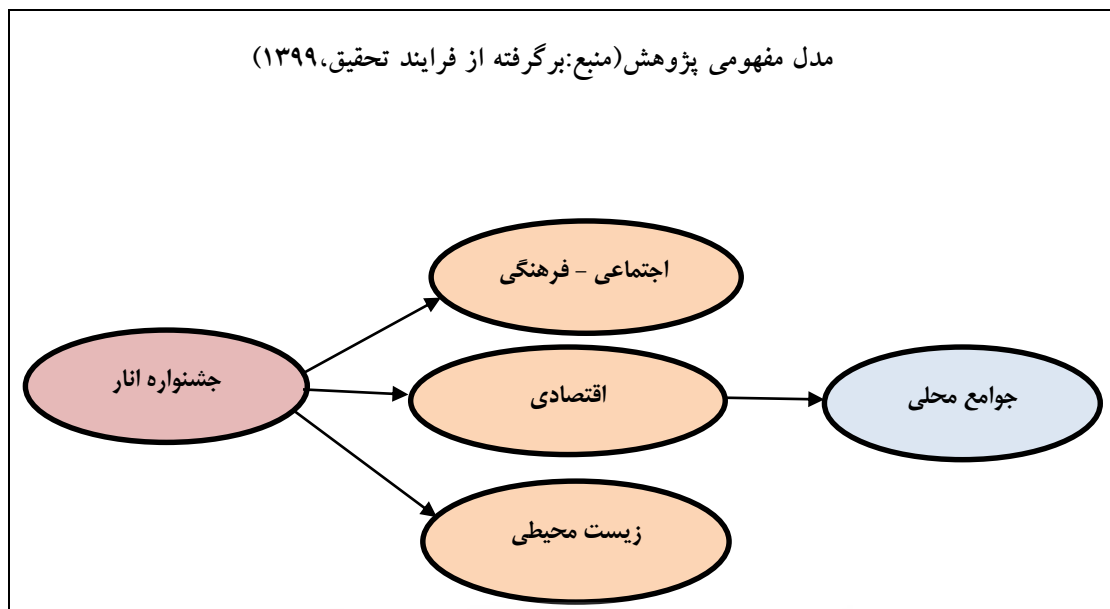 مدل مفهومی پژوهش(منبع:برگرفته از فرایند تحقیق،۱۳۹۹)
اجتماعی - فرهنگی
جشنواره انار
اقتصادی
جوامع محلی
زیست محیطی